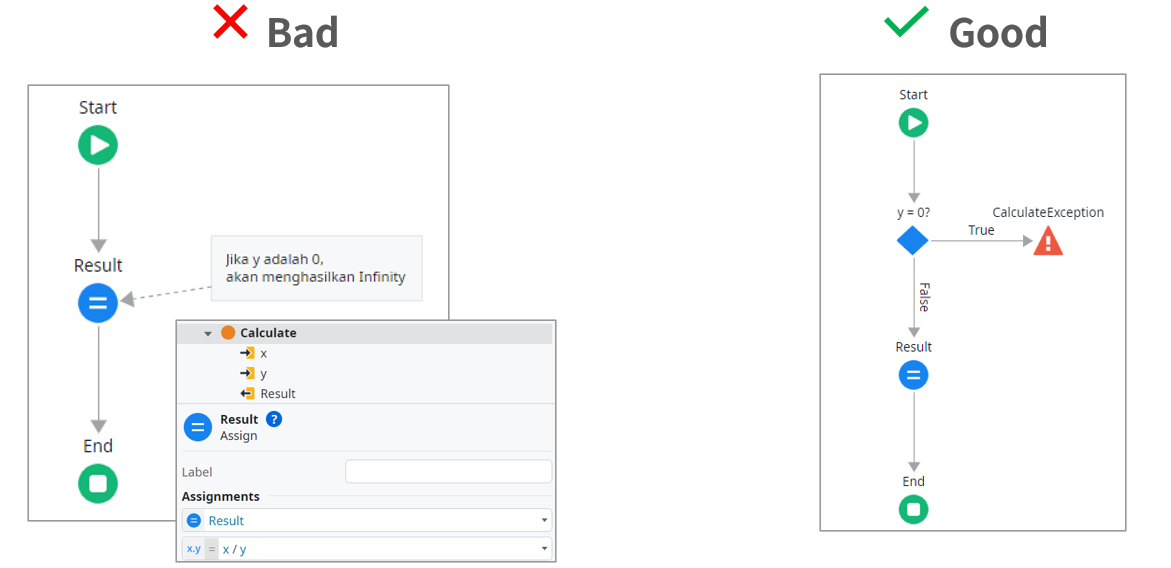 Bad
Start
Result
Jika y adalah 0,
akan menghasilkan Infinity
End
Calculate
x
y
Result
Result ?
Assign
Label
Assignments
Result
x.y = x / y
Good
Start
y = 0?
CalculateException
True
False
Result
End